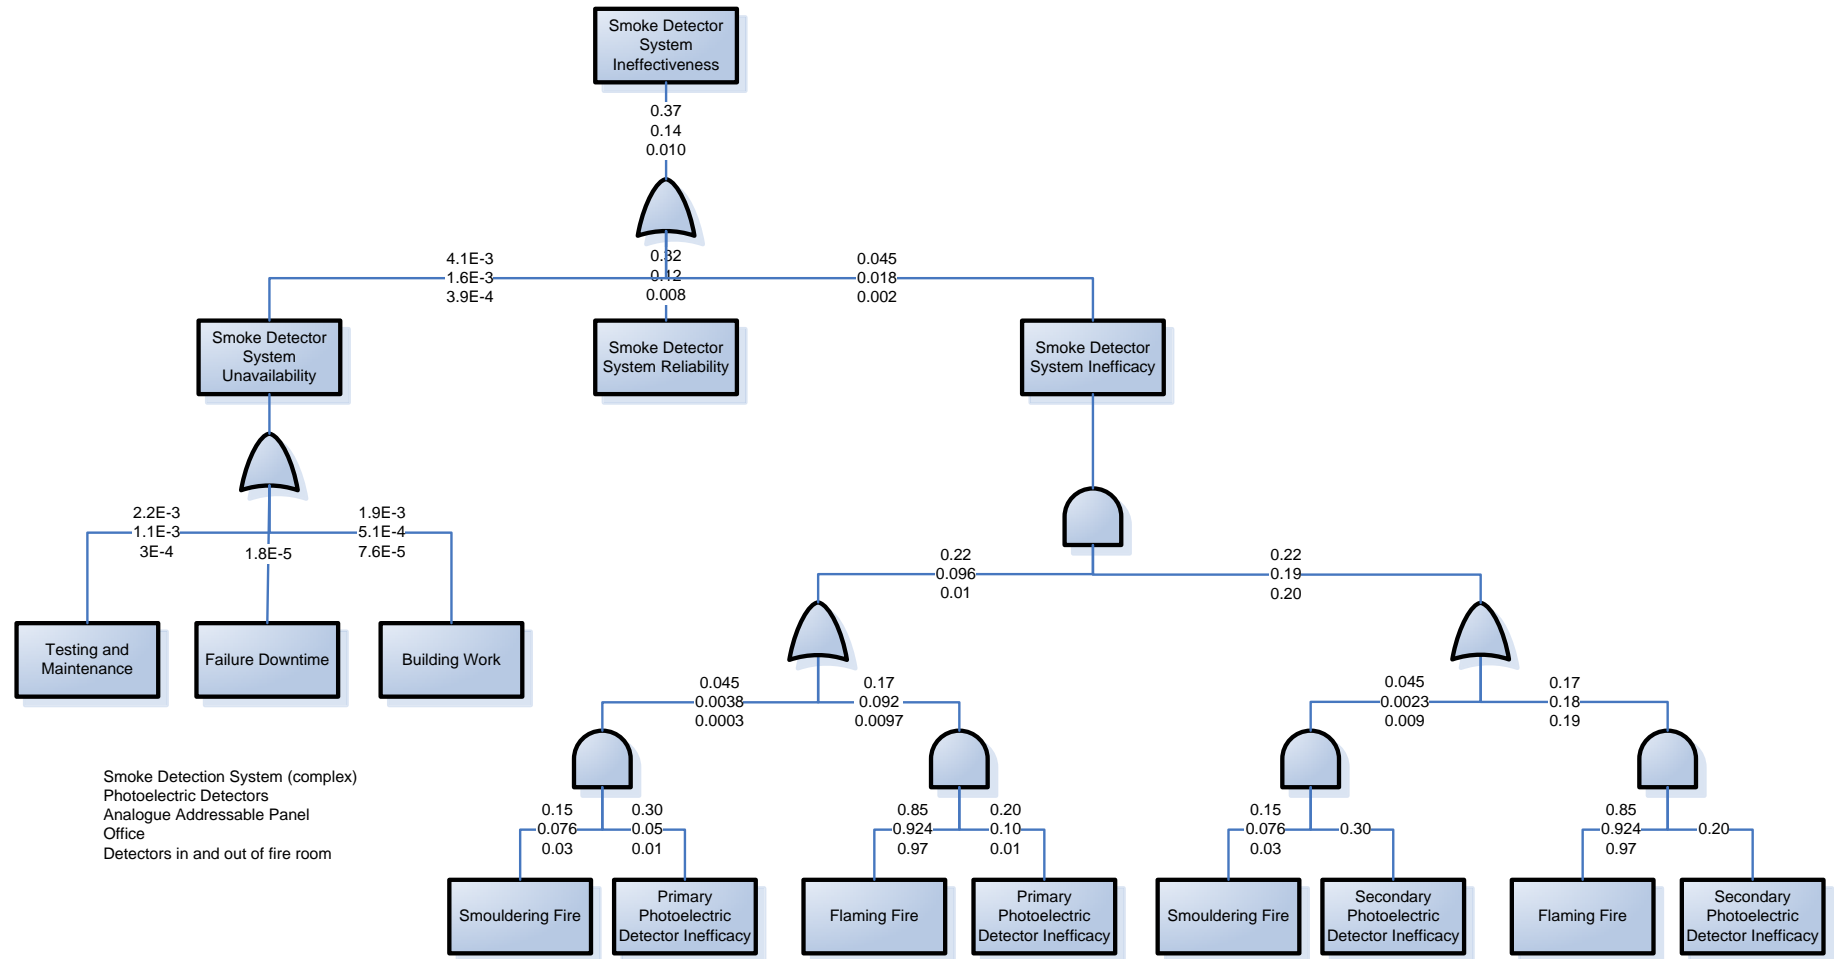 Smoke Detector
System
Ineffectiveness
0.37
0.14
0.010
4.1E-3
1.6E-3
3.9E-4
0.32
0.12
0.008
0.045
0.018
0.002
Smoke Detector
System
Unavailability
Smoke Detector
System Reliability
Smoke Detector
System Inefficacy
2.2E-3
1.1E-3
3E-4
1.8E-5
1.9E-3
5.1E-4
7.6E-5
0.22
0.096
0.01
0.22
0.19
0.20
Testing and
Maintenance
Failure Downtime
Building Work
0.045
0.0038
0.0003
0.17
0.092
0.0097
0.045
0.0023
0.009
0.17
0.18
0.19
Smoke Detection System (complex)
Photoelectric Detectors
Analogue Addressable Panel
Office
Detectors in and out of fire room
0.15
0.076
0.03
0.30
0.05
0.01
0.85
0.924
0.97
0.20
0.10
0.01
0.15
0.076
0.03
0.30
0.85
0.924
0.97
0.20
Smouldering Fire
Primary
Photoelectric
Detector Inefficacy
Flaming Fire
Primary
Photoelectric
Detector Inefficacy
Smouldering Fire
Secondary
Photoelectric
Detector Inefficacy
Flaming Fire
Secondary
Photoelectric
Detector Inefficacy